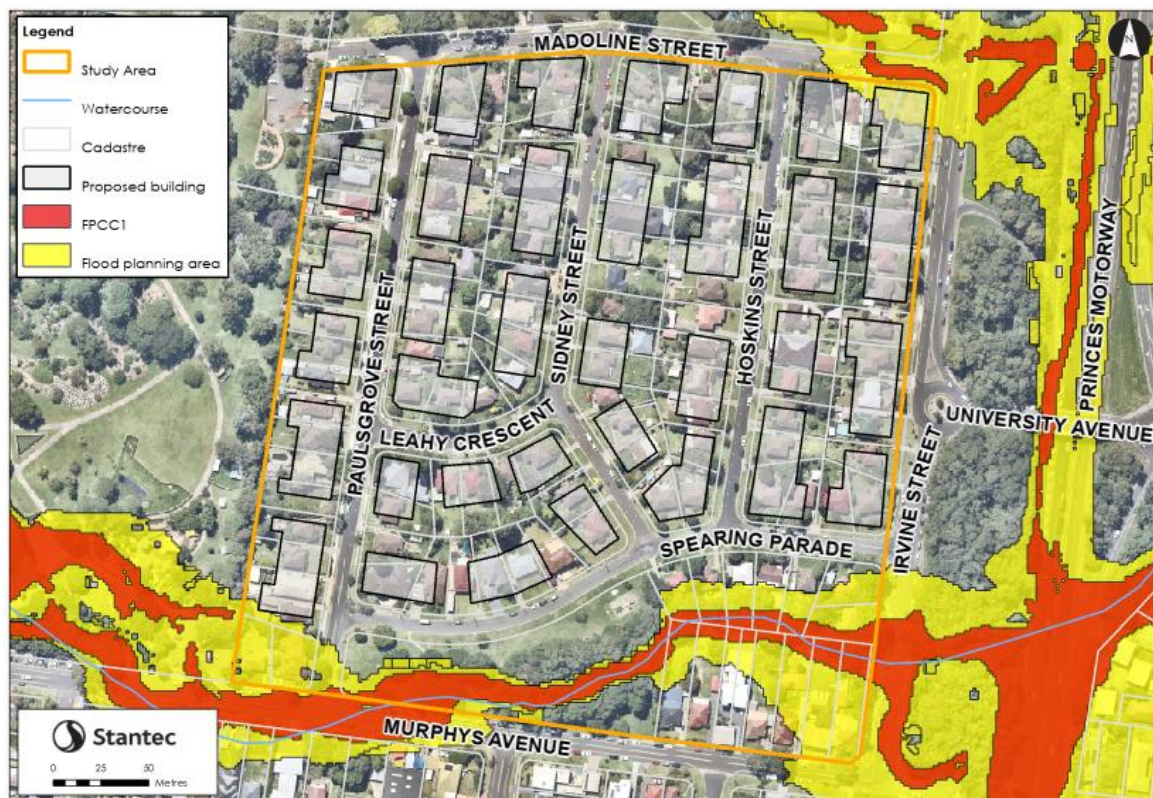 Legend
Study Area
Watercourse
Cadastre
Proposed building
FPCC1
Flood planning area
MADOLINE STREET
N
PAULSGROVE STREET
SIDNEY STREET
HOSKINS STREET
PRINCES MOTORWAY
UNIVERSITY AVENUE
LEAHY CRESCENT
IRVINE STREET
SPEARING PARADE
MURPHYS AVENUE
Stantec
0 25 50
Metres